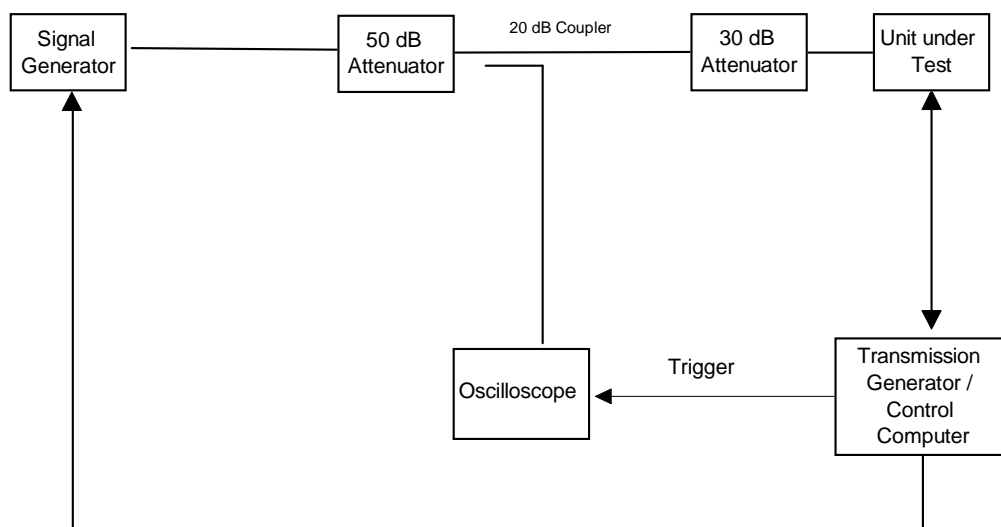 Signal
Generator
50 dB
Attenuator
20 dB Coupler
30 dB
Attenuator
Unit under
Test
Oscilloscope
Trigger
Transmission
Generator /
Control
Computer